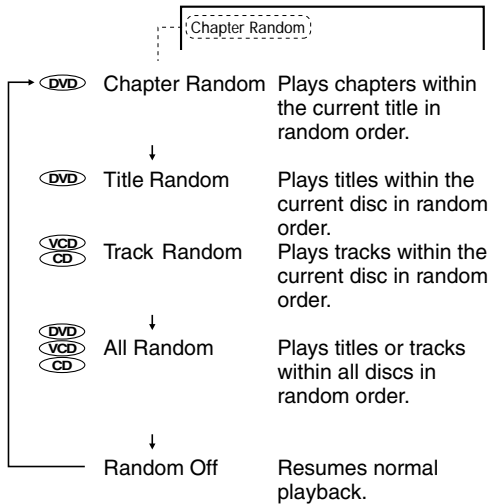 Chapter Random
DVD Chapter Random Plays chapters within
the current title in
random order.
DVD Title Random Plays titles within the
current disc in random
order.
VCD
CD Track Random Plays tracks within the
current disc in random
order.
DVD
VCD All Random Plays titles or tracks
CD within all discs in
random order.
Random Off Resumes normal
playback.